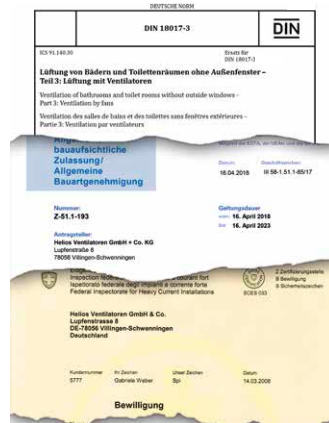 DEUTSCHE NORM
DIN 18017-3
DIN
ICS 91.140.30
Ersatz für
DIN 18017-3
Lüftung von Bädern und Toilettenräumen ohne Außenfenster –
Teil 3: Lüftung mit Ventilatoren
Ventilation of bathrooms and toilet rooms without outside windows –
Part 3: Ventilation by fans
Ventilation des salles de bains et des toilettes sans fenêtres extérieures –
Partie 3: Ventilation par ventilateurs
bauaufsichtliche
Zulassung/
Allgemeine
Bauartgenehmigung
Datum:
Geschäftszeichen:
16.04.2018
III 58-1.51.1-65/17
Nummer:
Z-51.1-193
Geltungsdauer
vom: 16. April 2018
bis: 16. April 2023
Antragsteller:
Helios Ventilatoren GmbH + Co. KG
Lupfenstraße 8
78056 Villingen-Schwenningen
Inspection fédérale des installations à courant fort
Ispettorato federale degli impianti a corrente forte
Federal Inspectorate for Heavy Current Installations
Helios Ventilatoren GmbH & Co.
Lupfenstrasse 8
DE-78056 Villingen-Schwenningen
Deutschland
Kundennummer
Ihr Zeichen
Unser Zeichen
Datum
5777
Gabriele Weber
Spi
14.03.2008
Bewilligung